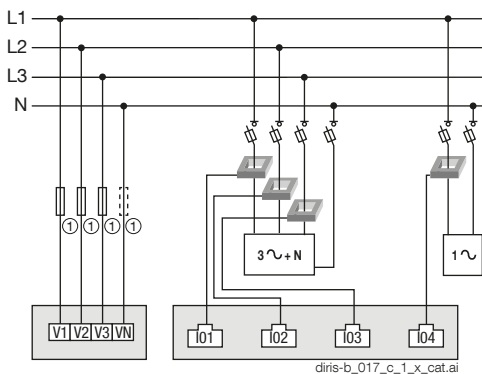 L1
L2
L3
N
① ① ① ①
3 ∿ + N
1 ∿
V1 V2 V3 VN
I01 I02 I03 I04
diris-b_017_c_1_x_cat.ai